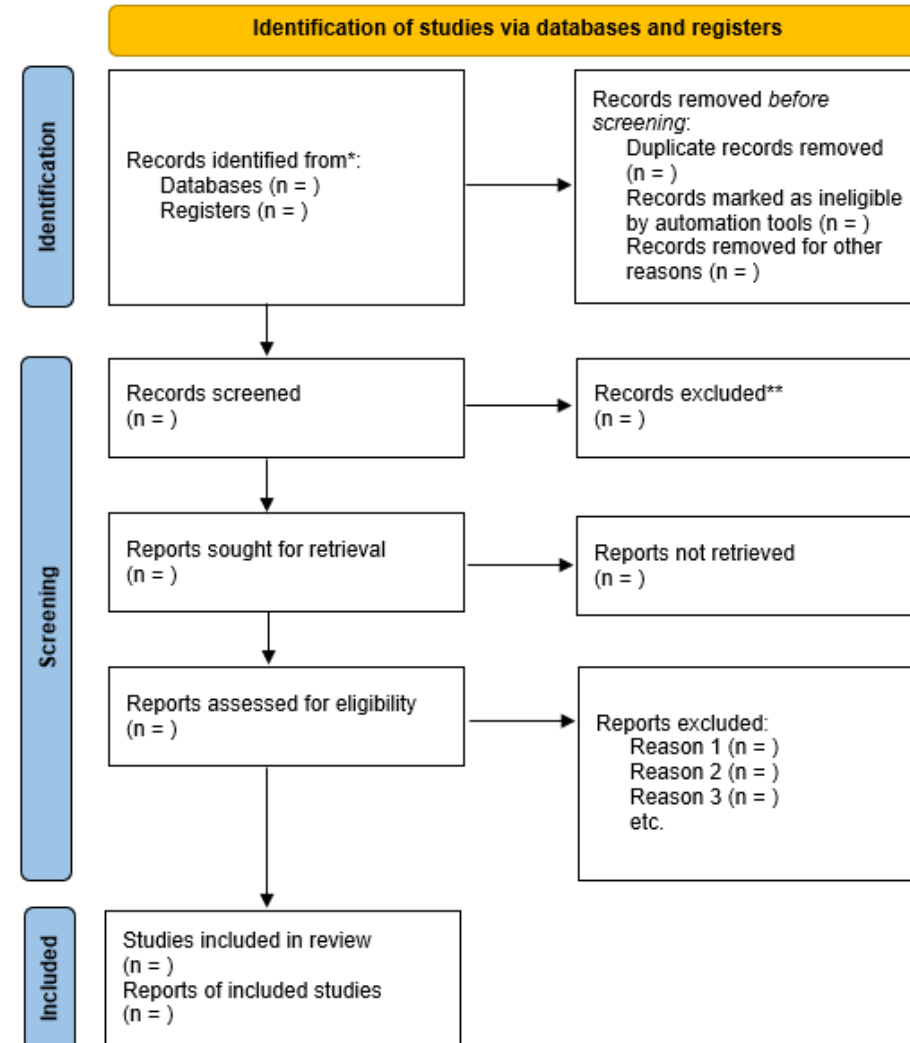 Identification of studies via databases and registers
Identification
Records identified from*:
Databases (n = )
Registers (n = )
Records removed before
screening:
Duplicate records removed
(n = )
Records marked as ineligible
by automation tools (n = )
Records removed for other
reasons (n = )
Screening
Records screened
(n = )
Records excluded**
(n = )
Reports sought for retrieval
(n = )
Reports not retrieved
(n = )
Reports assessed for eligibility
(n = )
Reports excluded:
Reason 1 (n = )
Reason 2 (n = )
Reason 3 (n = )
etc.
Included
Studies included in review
(n = )
Reports of included studies
(n = )